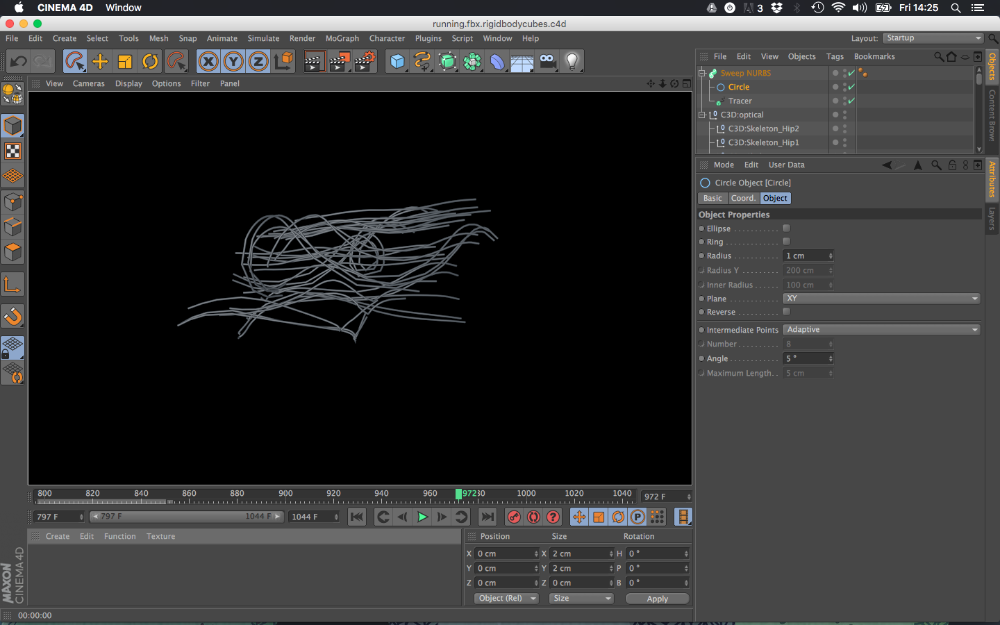 CINEMA 4D Window 3 Fri 14:25
running.fbx.rigidbodycubes.c4d
File Edit Create Select Tools Mesh Snap Animate Simulate Render MoGraph Character Plugins Script Window Help Layout: Startup
X Y Z
File Edit View Objects Tags Bookmarks
View Cameras Display Options Filter Panel
Sweep NURBS
Circle
Tracer
C3D:optical
C3D:Skeleton_Hip2
C3D:Skeleton_Hip1
Objects
Content Brows
Attributes
Layers
Mode Edit User Data
Circle Object [Circle]
Basic Coord. Object
Object Properties
Ellipse
Ring
Radius 1 cm
Radius Y 200 cm
Inner Radius 100 cm
Plane XY
Reverse
Intermediate Points Adaptive
Number 8
Angle 5 °
Maximum Length 5 cm
800 820 840 860 880 900 920 940 960 972 1000 1020 1040 972 F
797 F 797 F 1044 F 1044 F
P
Create Edit Function Texture
Position Size Rotation
X 0 cm X 2 cm H 0 °
Y 0 cm Y 2 cm P 0 °
Z 0 cm Z 0 cm B 0 °
Object (Rel) Size Apply
MAXON
CINEMA 4D
00:00:00